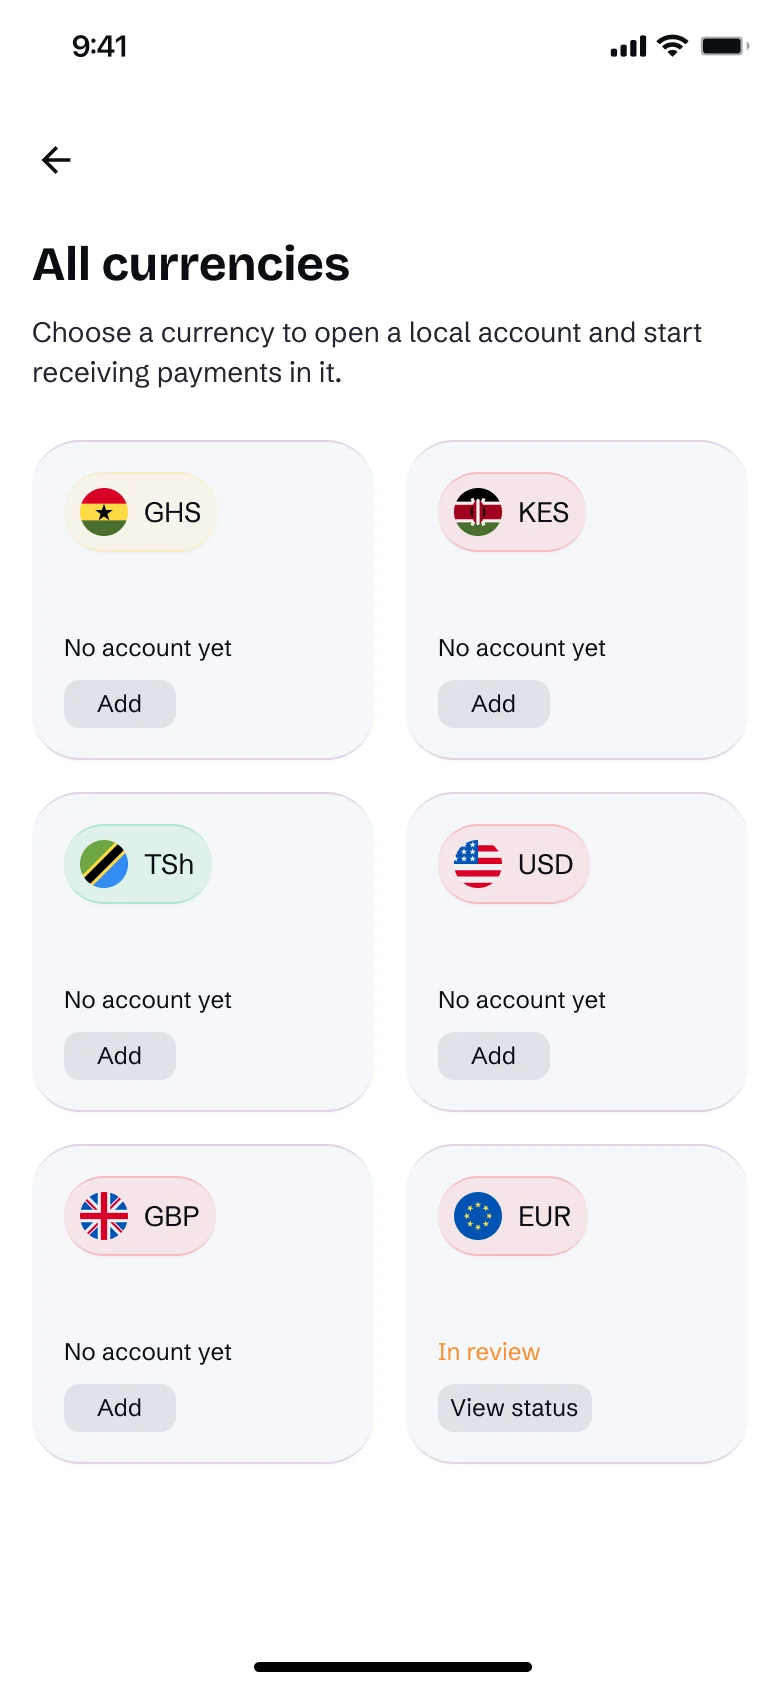 9:41
All currencies
Choose a currency to open a local account and start
receiving payments in it.
GHS
No account yet
Add
KES
No account yet
Add
TSh
No account yet
Add
USD
No account yet
Add
GBP
No account yet
Add
EUR
In review
View status